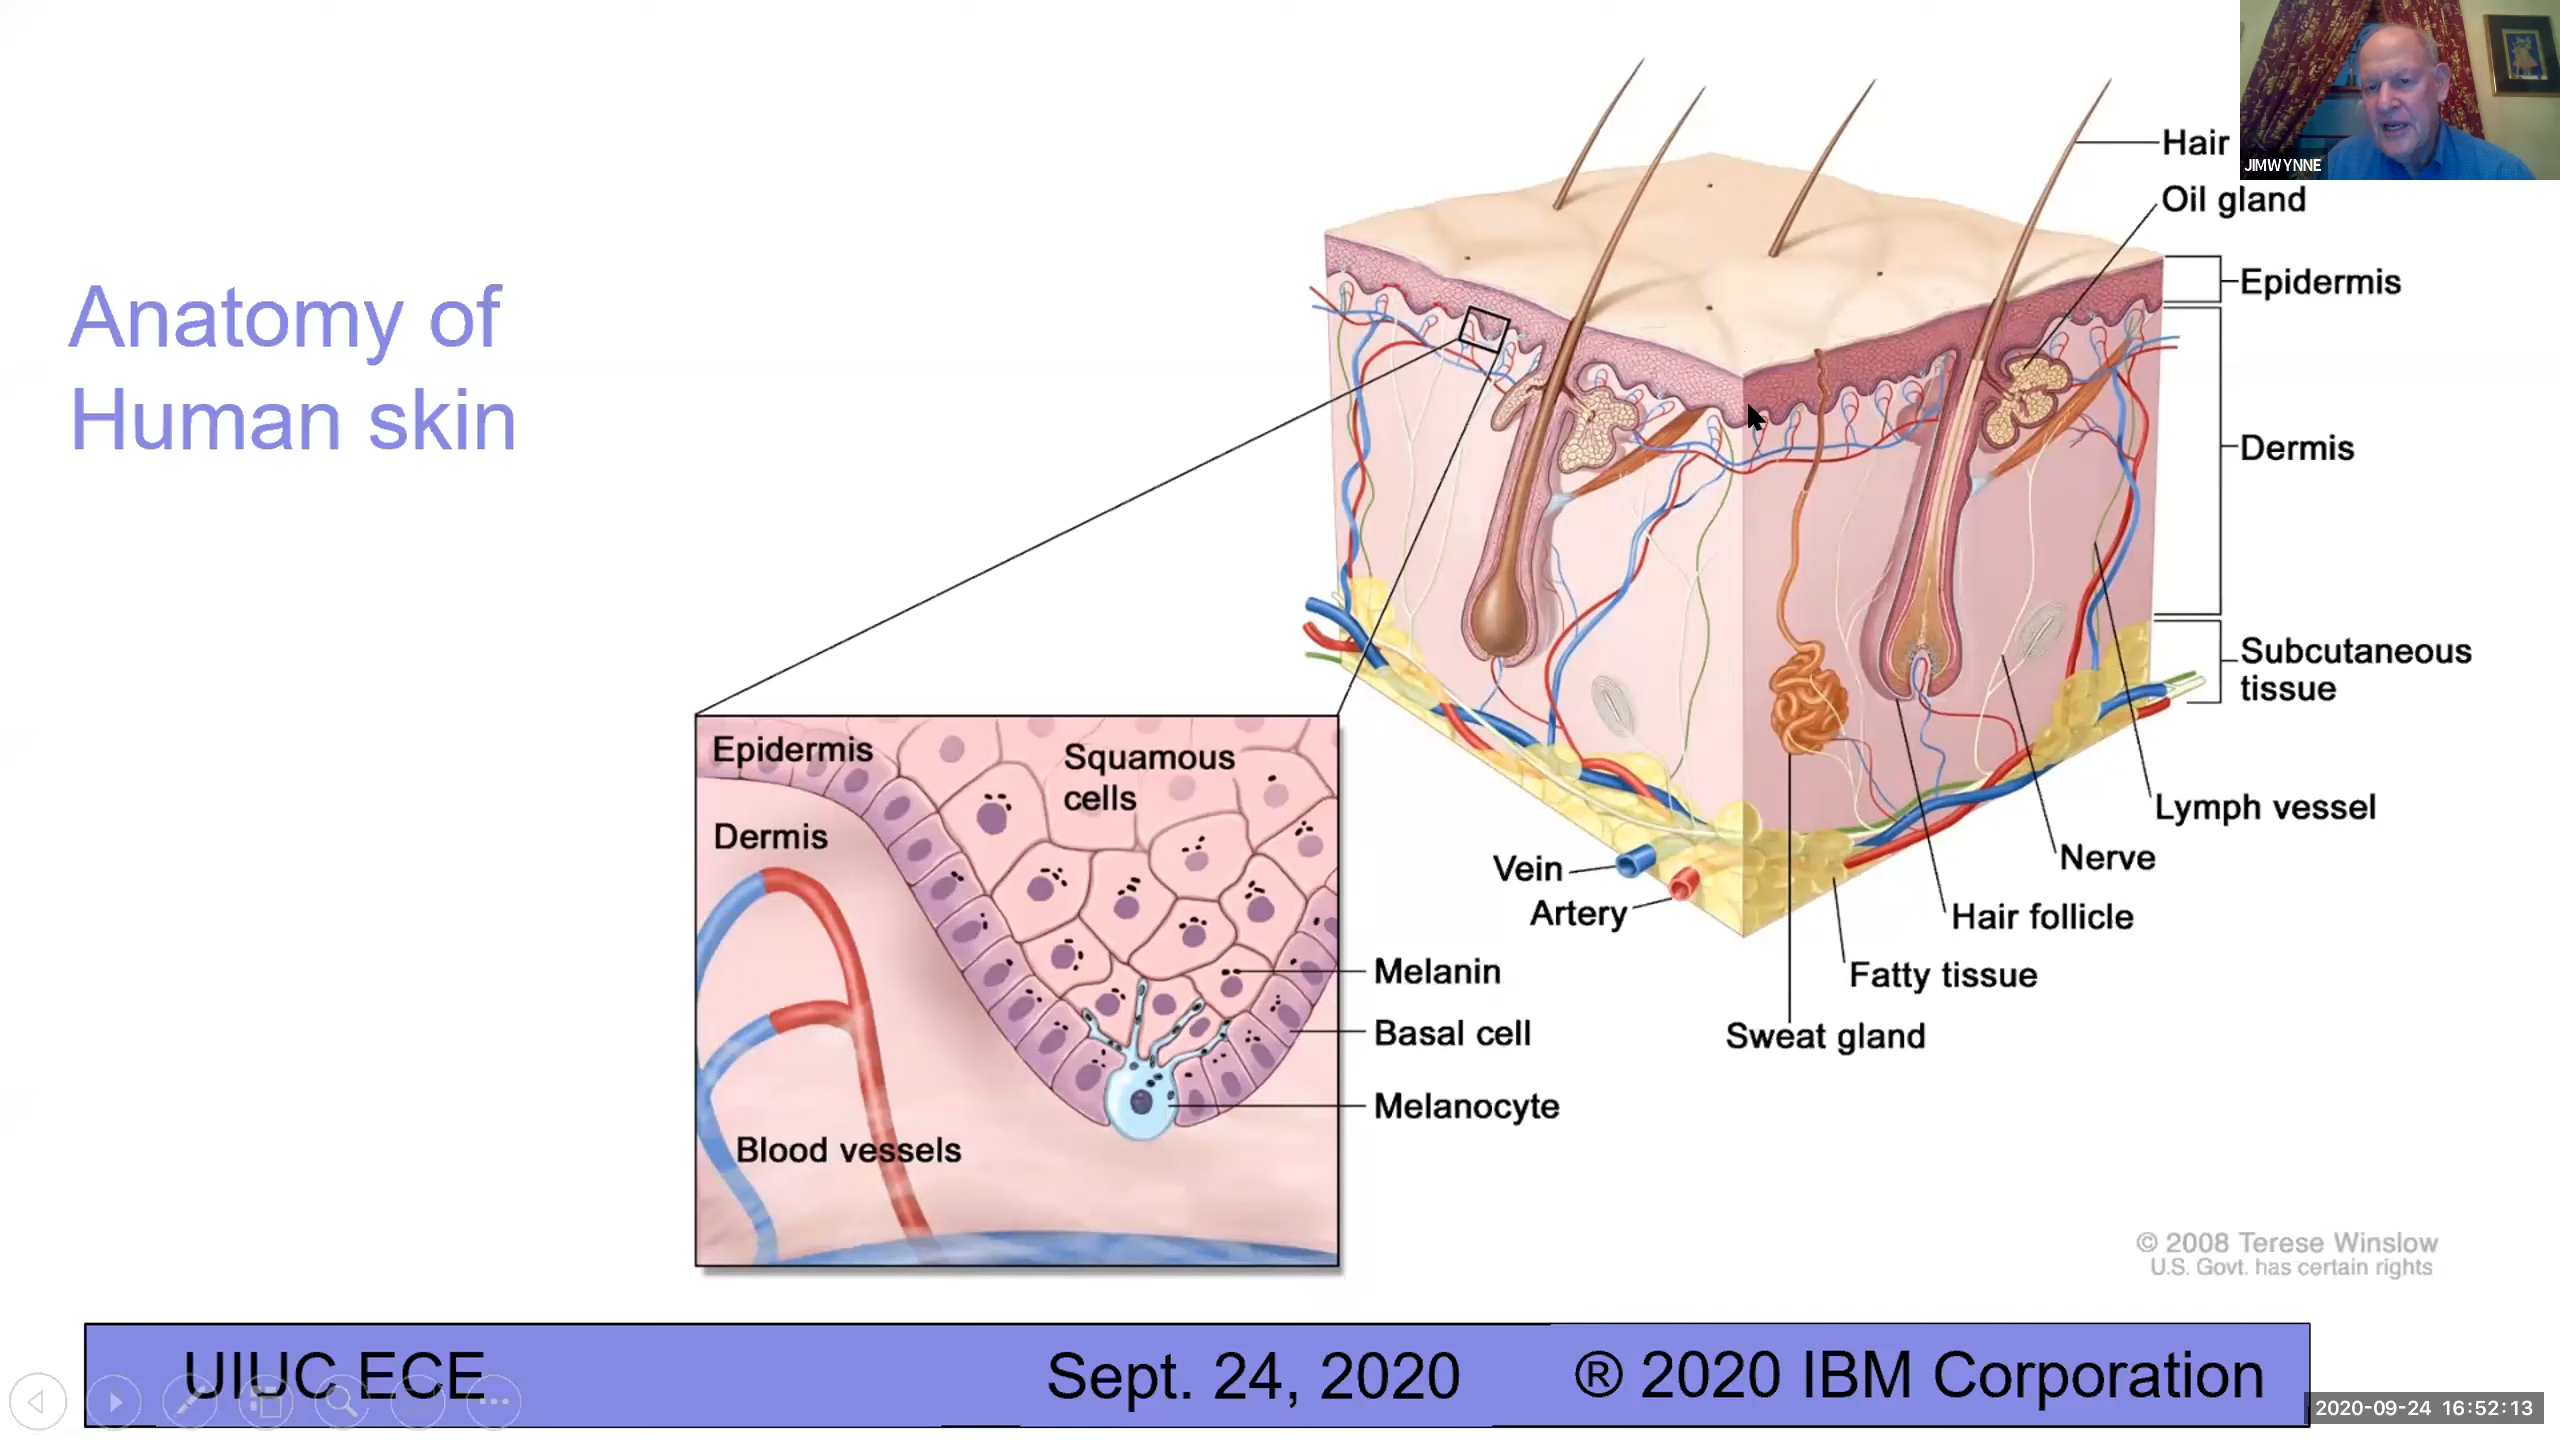 Anatomy of
Human skin
JIMWYNNE
Hair
Oil gland
Epidermis
Dermis
Subcutaneous
tissue
Lymph vessel
Nerve
Hair follicle
Fatty tissue
Sweat gland
Vein
Artery
Epidermis
Squamous
cells
Dermis
Blood vessels
Melanin
Basal cell
Melanocyte
© 2008 Terese Winslow
U.S. Govt. has certain rights
UIUC ECE
Sept. 24, 2020
® 2020 IBM Corporation
2020-09-24 16:52:13